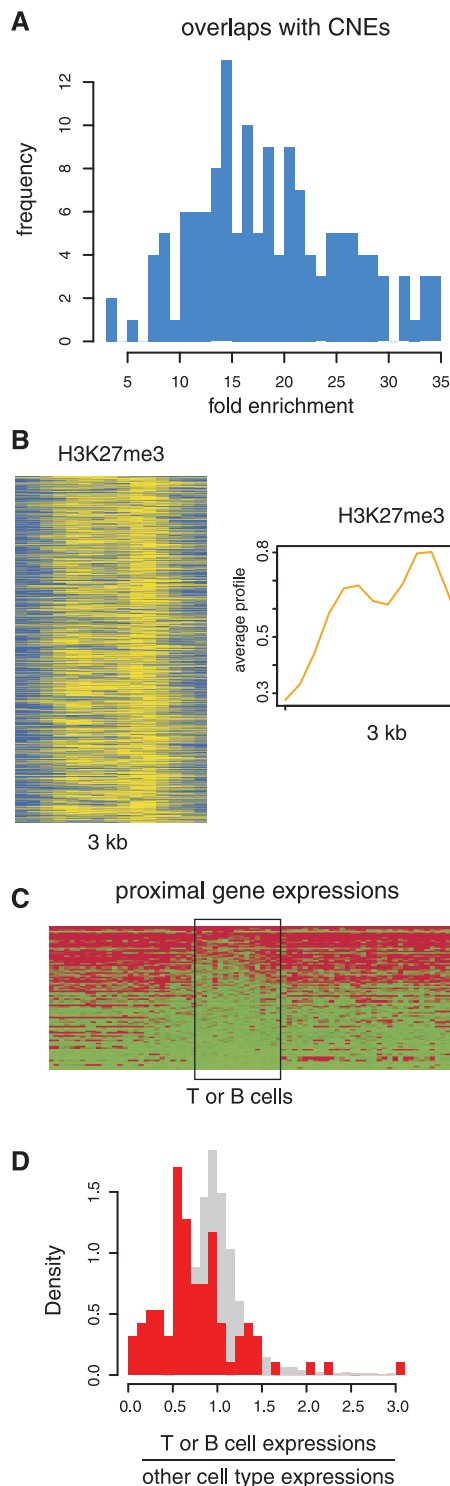 A
overlaps with CNEs
frequency
0 2 4 6 8 10 12
5 10 15 20 25 30 35
fold enrichment
B
H3K27me3
3 kb
H3K27me3
average profile
0.3 0.5 0.8
3 kb
C
proximal gene expressions
T or B cells
D
Density
0.0 0.5 1.0 1.5
0.0 0.5 1.0 1.5 2.0 2.5 3.0
T or B cell expressions
other cell type expressions